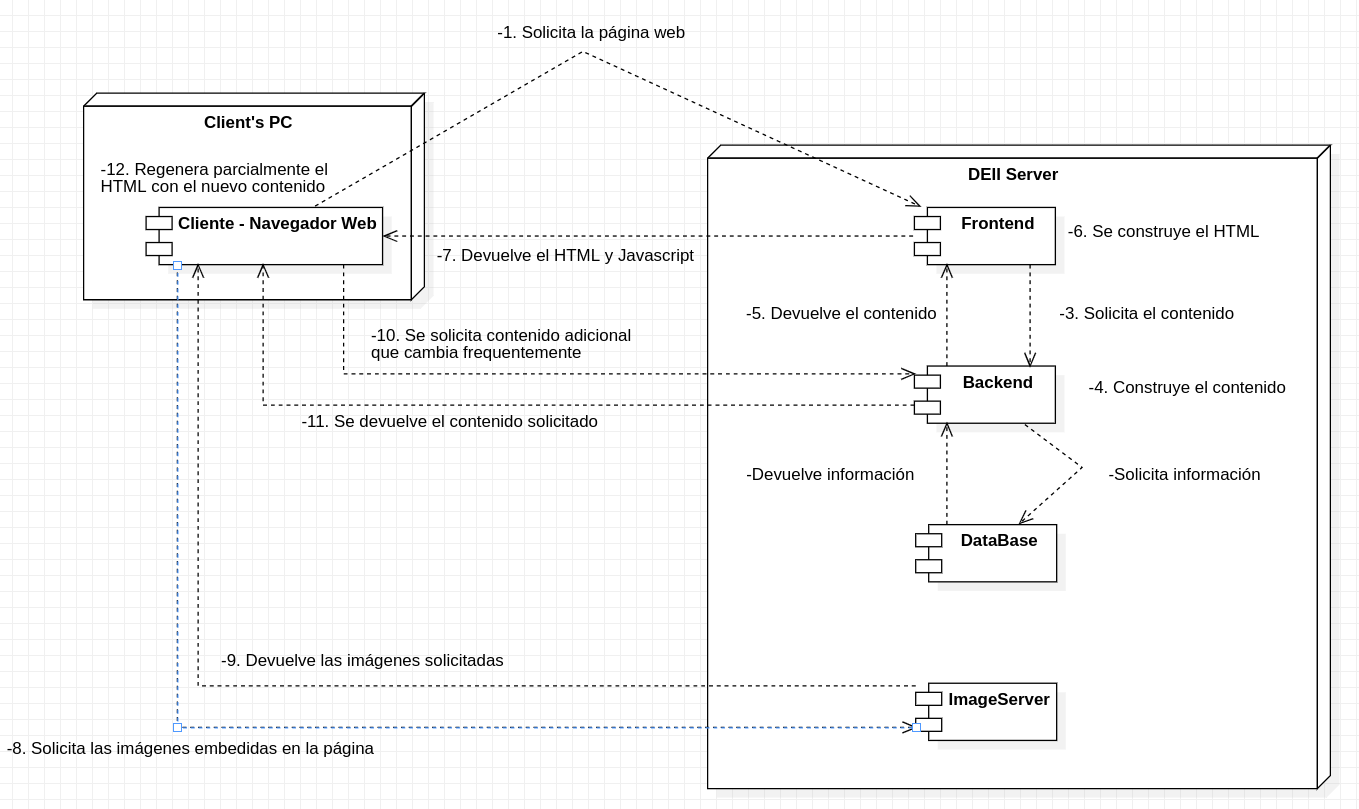 -1. Solicita la página web
Client's PC
-12. Regenera parcialmente el
HTML con el nuevo contenido
Cliente - Navegador Web
DEII Server
Frontend
-6. Se construye el HTML
-7. Devuelve el HTML y Javascript
-5. Devuelve el contenido
-3. Solicita el contenido
-10. Se solicita contenido adicional
que cambia frequentemente
Backend
-4. Construye el contenido
-11. Se devuelve el contenido solicitado
-Devuelve información
-Solicita información
DataBase
-9. Devuelve las imágenes solicitadas
ImageServer
-8. Solicita las imágenes embedidas en la página